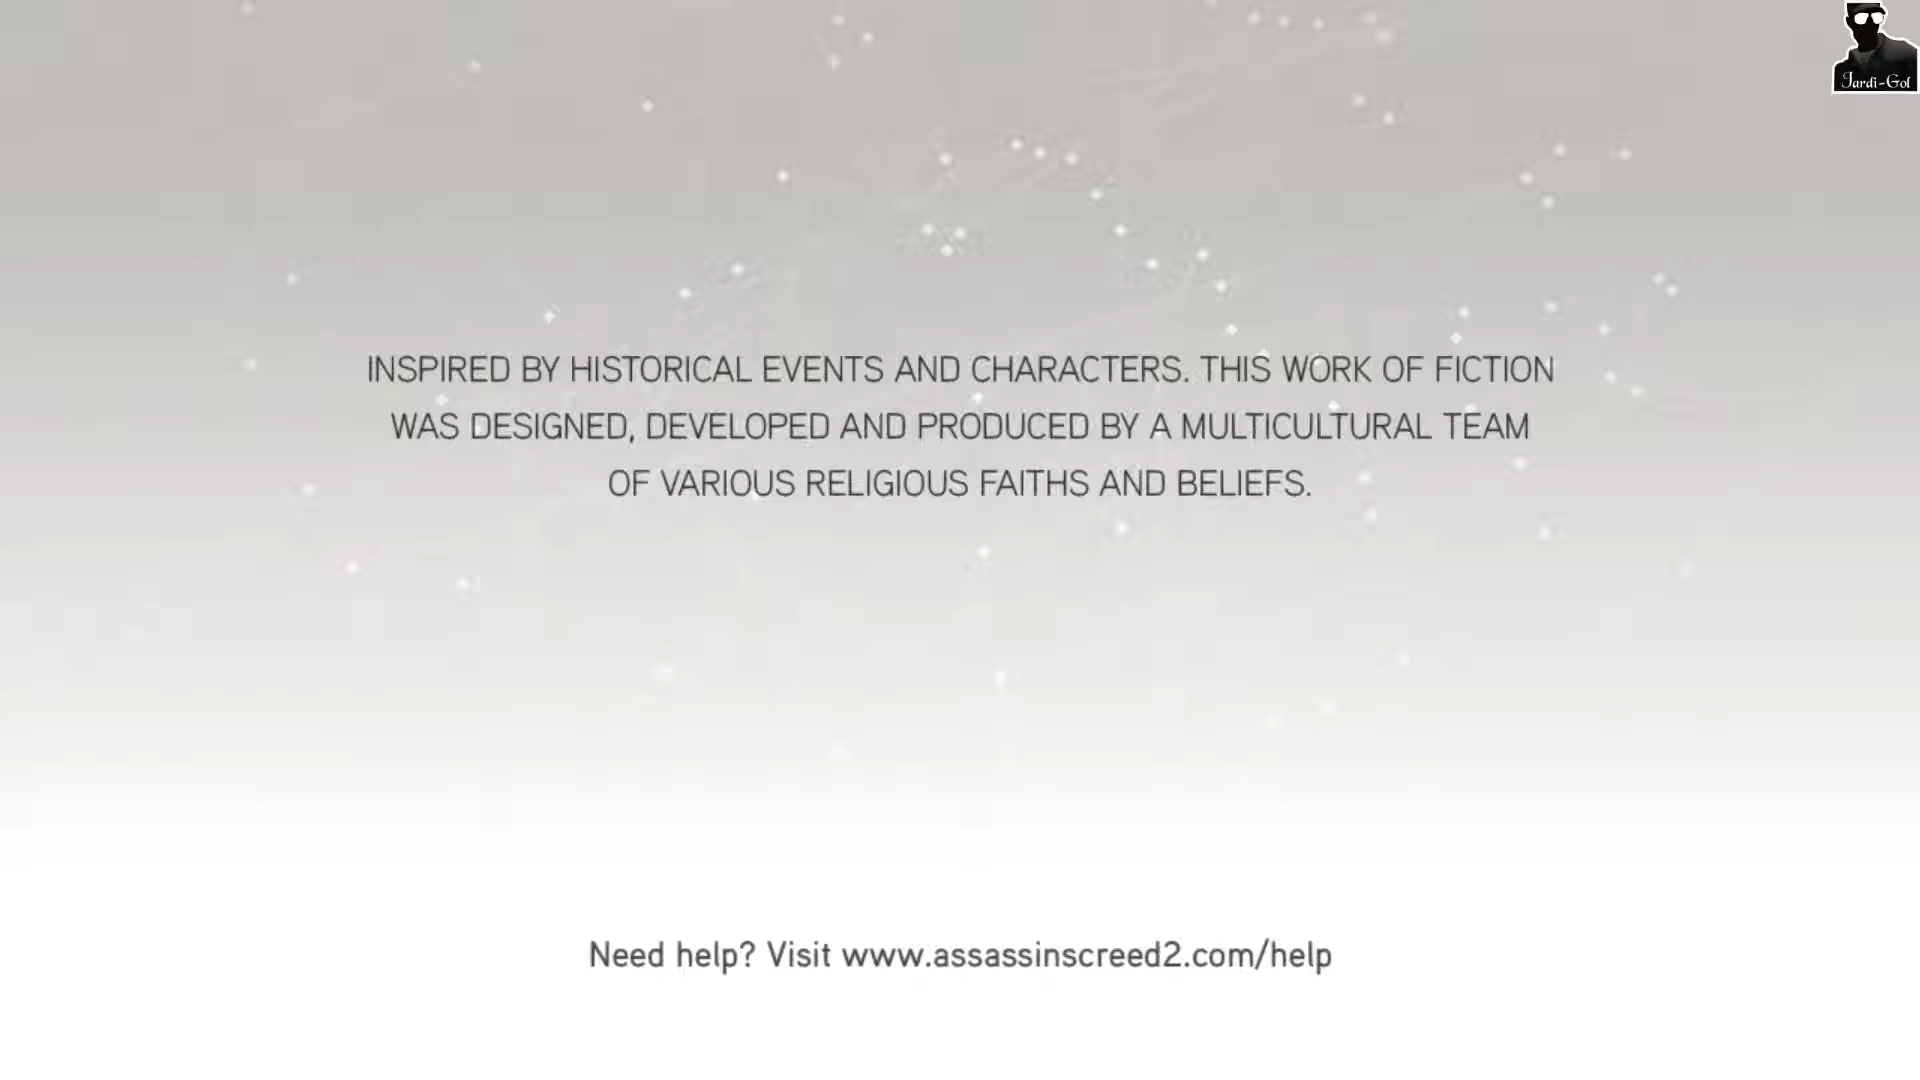 Jardi-Gol
INSPIRED BY HISTORICAL EVENTS AND CHARACTERS. THIS WORK OF FICTION
WAS DESIGNED, DEVELOPED AND PRODUCED BY A MULTICULTURAL TEAM
OF VARIOUS RELIGIOUS FAITHS AND BELIEFS.
Need help? Visit www.assassinscreed2.com/help